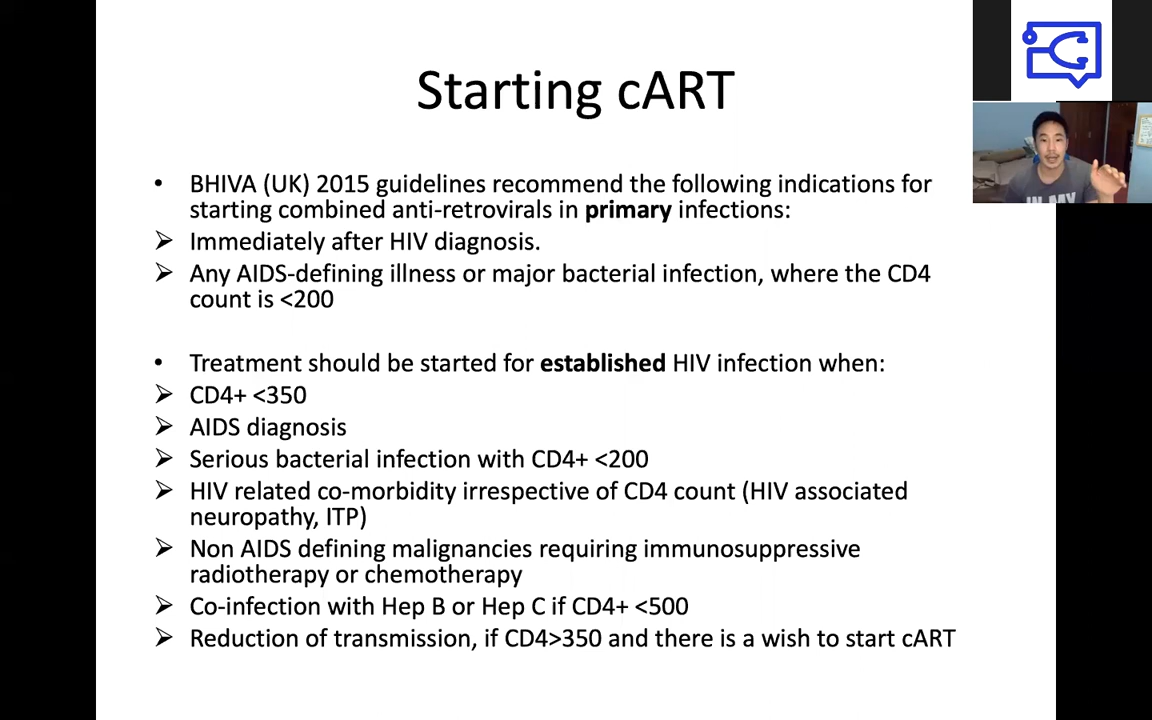 Starting cART
• BHIVA (UK) 2015 guidelines recommend the following indications for
starting combined anti-retrovirals in primary infections:
➢ Immediately after HIV diagnosis.
➢ Any AIDS-defining illness or major bacterial infection, where the CD4
count is <200
• Treatment should be started for established HIV infection when:
➢ CD4+ <350
➢ AIDS diagnosis
➢ Serious bacterial infection with CD4+ <200
➢ HIV related co-morbidity irrespective of CD4 count (HIV associated
neuropathy, ITP)
➢ Non AIDS defining malignancies requiring immunosuppressive
radiotherapy or chemotherapy
➢ Co-infection with Hep B or Hep C if CD4+ <500
➢ Reduction of transmission, if CD4>350 and there is a wish to start cART